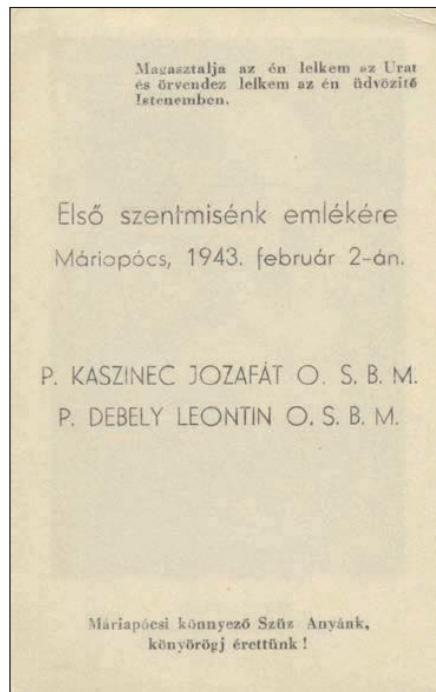 Magasztalja az én lelkem az Urat
és örvendez lelkem az én üdvözitő
Istenemben.
Első szentmisénk emlékére
Máriapócs, 1943. február 2-án.
P. KASZINEC JOZAFÁT O. S. B. M.
P. DEBELY LEONTIN O. S. B. M.
Máriapócsi könnyező Szűz Anyánk,
könyörögj érettünk !